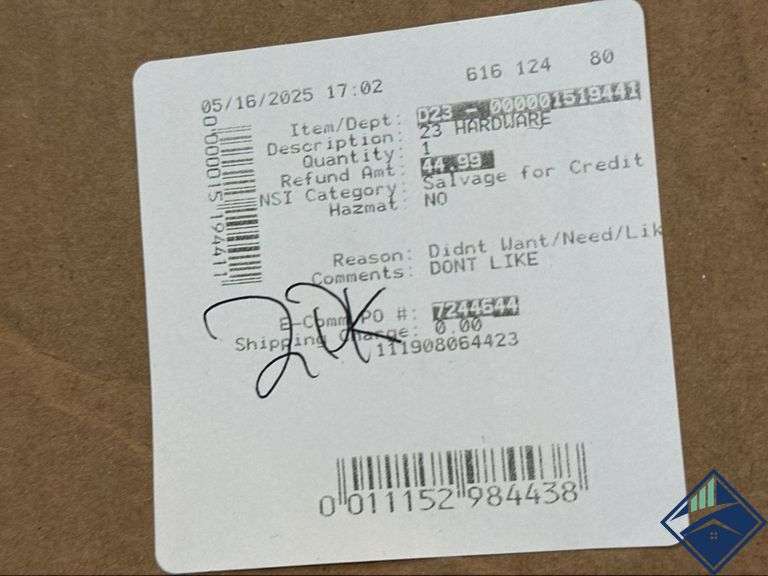 05/16/2025 17:02 616 124 80
Item/Dept: D23 - 000001519441
Description: 23 HARDWARE
Quantity: 1
Refund Amt: 44.99
NSI Category: Salvage for Credit
Hazmat: NO
Reason: Didnt Want/Need/Lik
Comments: DONT LIKE
E-Comm PO #: 7244644
Shipping Charge: 0.00
111908064423
0 011152 984438